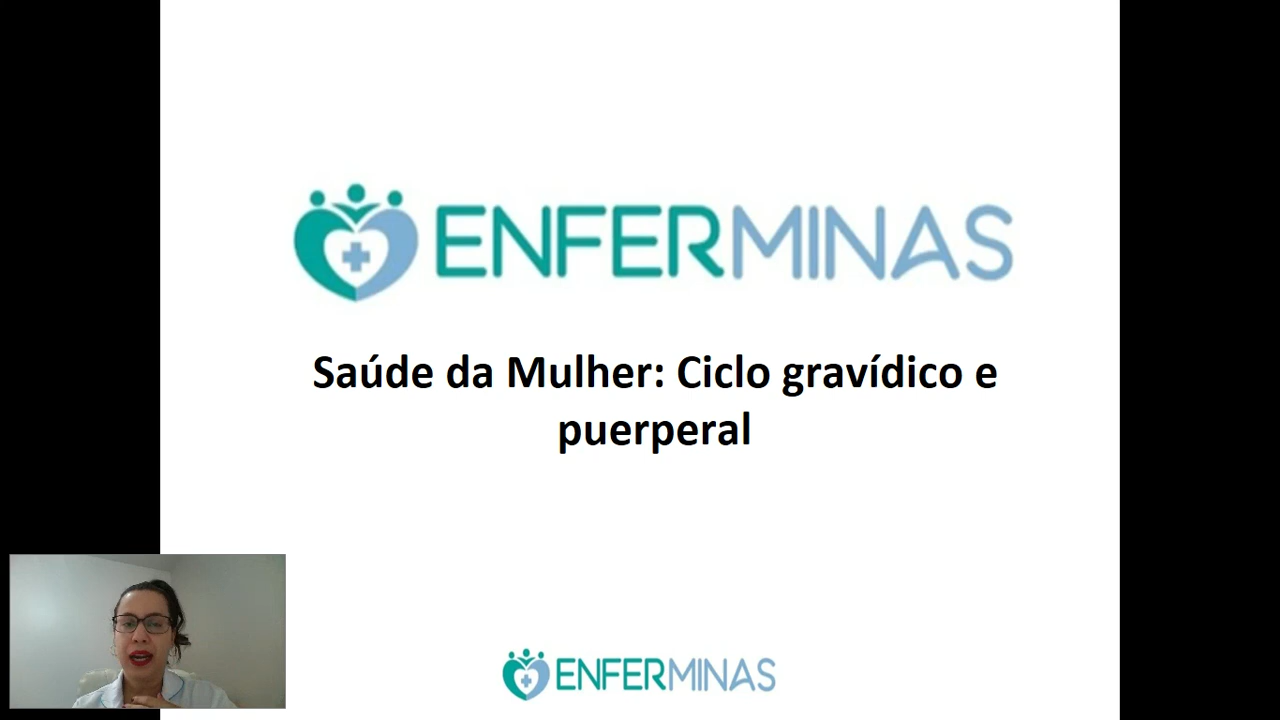 ENFERMINAS
Saúde da Mulher: Ciclo gravídico e
puerperal
ENFERMINAS